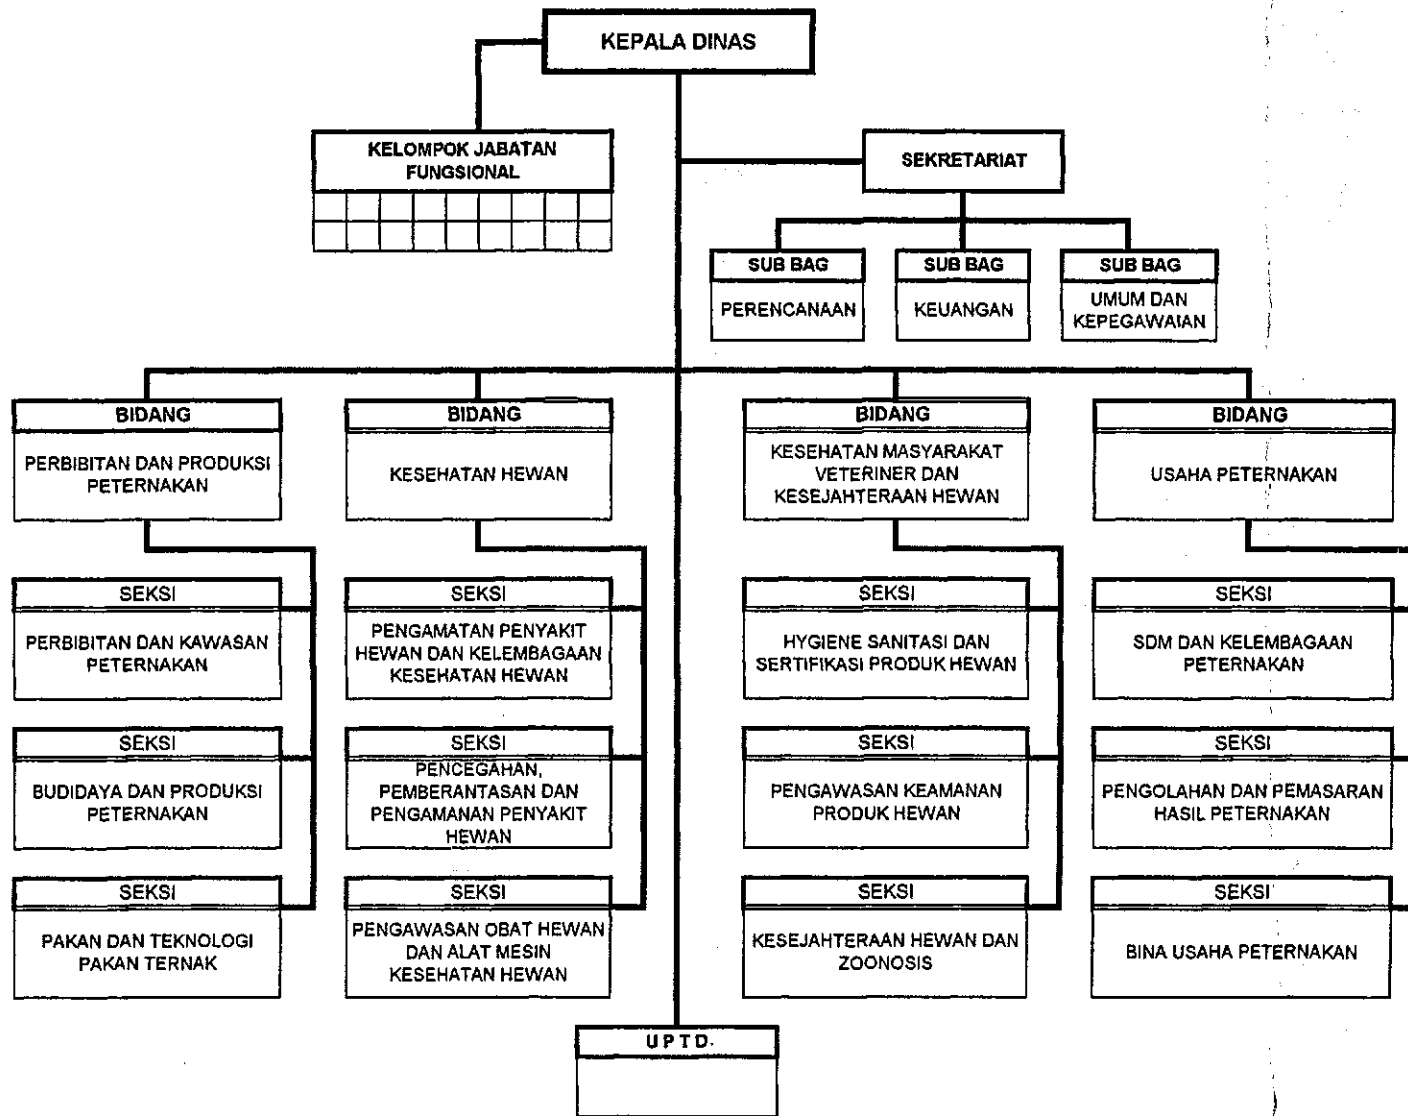 KEPALA DINAS
KELOMPOK JABATAN
FUNGSIONAL
SEKRETARIAT
SUB BAG
PERENCANAAN
SUB BAG
KEUANGAN
SUB BAG
UMUM DAN
KEPEGAWAIAN
BIDANG
PERBIBITAN DAN PRODUKSI
PETERNAKAN
BIDANG
KESEHATAN HEWAN
BIDANG
KESEHATAN MASYARAKAT
VETERINER DAN
KESEJAHTERAAN HEWAN
BIDANG
USAHA PETERNAKAN
SEKSI
PERBIBITAN DAN KAWASAN
PETERNAKAN
SEKSI
PENGAMATAN PENYAKIT
HEWAN DAN KELEMBAGAAN
KESEHATAN HEWAN
SEKSI
HYGIENE SANITASI DAN
SERTIFIKASI PRODUK HEWAN
SEKSI
SDM DAN KELEMBAGAAN
PETERNAKAN
SEKSI
BUDIDAYA DAN PRODUKSI
PETERNAKAN
SEKSI
PENCEGAHAN,
PEMBERANTASAN DAN
PENGAMANAN PENYAKIT
HEWAN
SEKSI
PENGAWASAN KEAMANAN
PRODUK HEWAN
SEKSI
PENGOLAHAN DAN PEMASARAN
HASIL PETERNAKAN
SEKSI
PAKAN DAN TEKNOLOGI
PAKAN TERNAK
SEKSI
PENGAWASAN OBAT HEWAN
DAN ALAT MESIN
KESEHATAN HEWAN
SEKSI
KESEJAHTERAAN HEWAN DAN
ZOONOSIS
SEKSI
BINA USAHA PETERNAKAN
U P T D